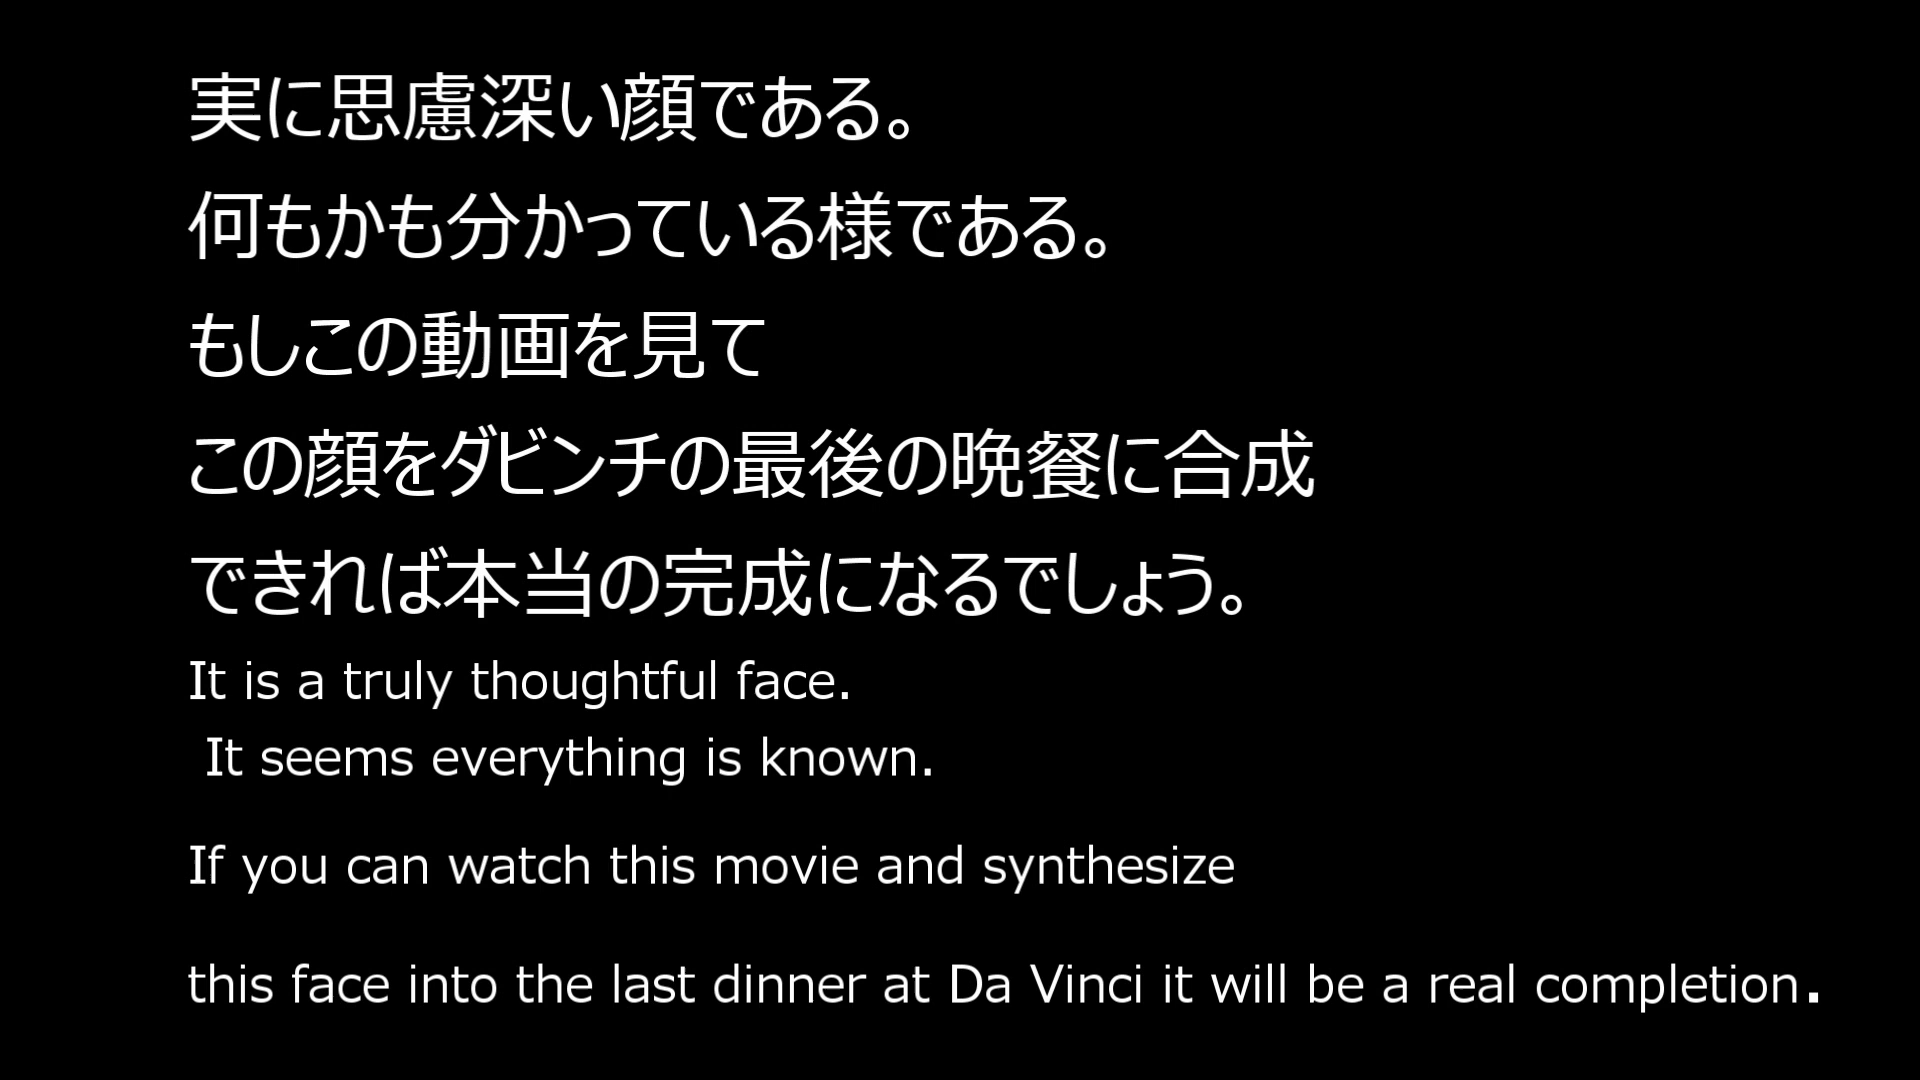 実に思慮深い顔である。
何もかも分かっている様である。
もしこの動画を見て
この顔をダビンチの最後の晩餐に合成
できれば本当の完成になるでしょう。
It is a truly thoughtful face.
It seems everything is known.
If you can watch this movie and synthesize
this face into the last dinner at Da Vinci it will be a real completion.